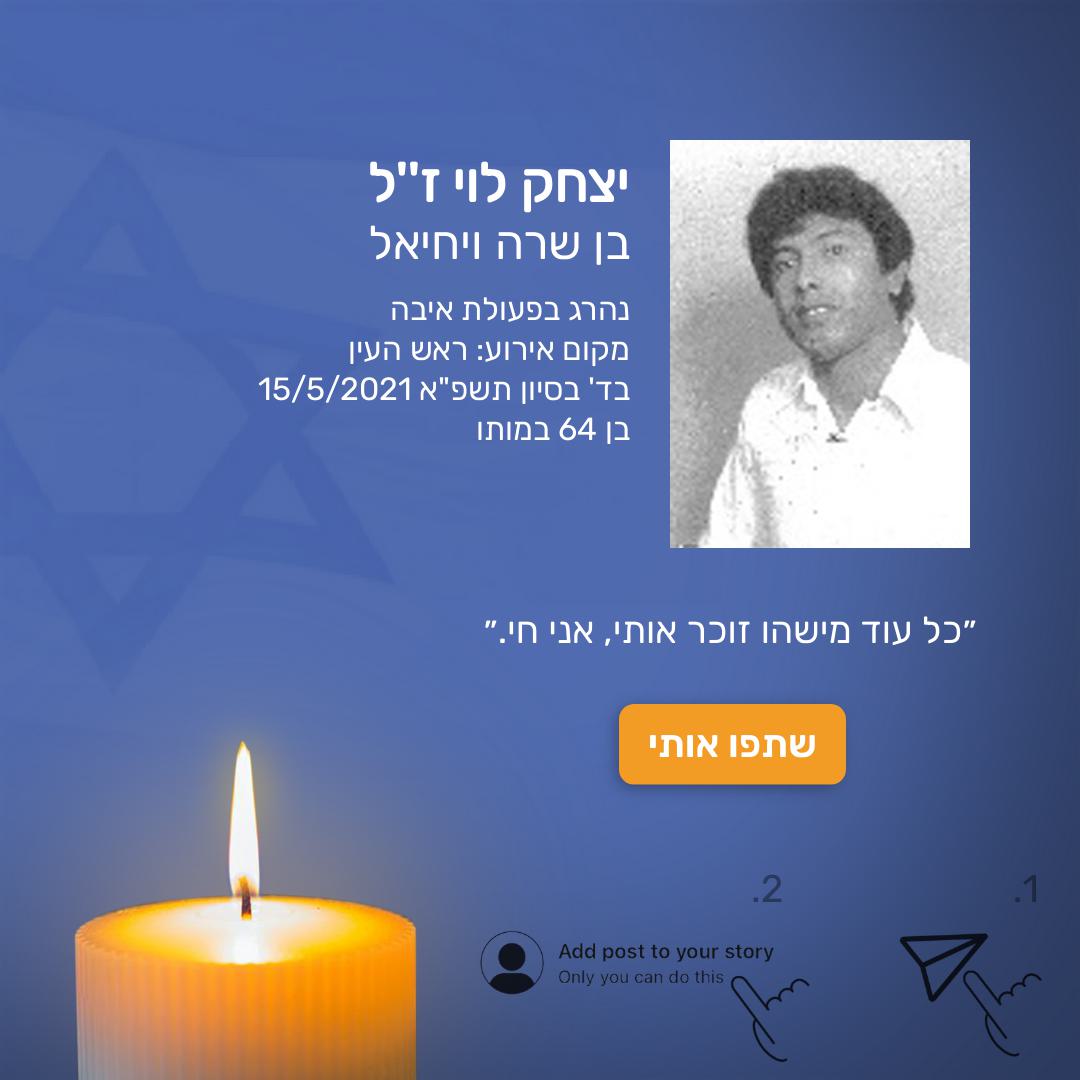 יצחק לוי ז"ל
בן שרה ויחיאל
נהרג בפעולת איבה
מקום אירוע: ראש העין
בד' בסיון תשפ"א 15/5/2021
בן 64 במותו
״כל עוד מישהו זוכר אותי, אני חי.״
שתפו אותי
.1
.2
Add post to your story
Only you can do this